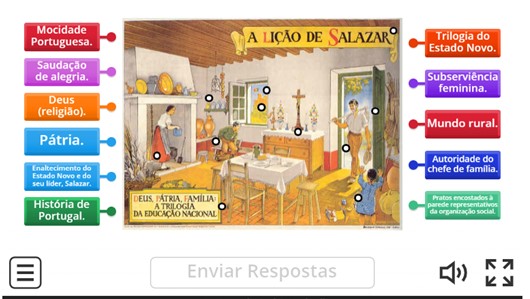 Mocidade
Portuguesa.
Saudação
de alegria.
Deus
(religião).
Pátria.
Enaltecimento do
Estado Novo e do
seu líder, Salazar.
História de
Portugal.
A LIÇÃO DE SALAZAR
DEUS, PÁTRIA, FAMÍLIA:
A TRILOGIA
DA EDUCAÇÃO NACIONAL
Trilogia do
Estado Novo.
Subserviência
feminina.
Mundo rural.
Autoridade do
chefe de família.
Pratos encostados à
parede representativos
da organização social.
Enviar Respostas